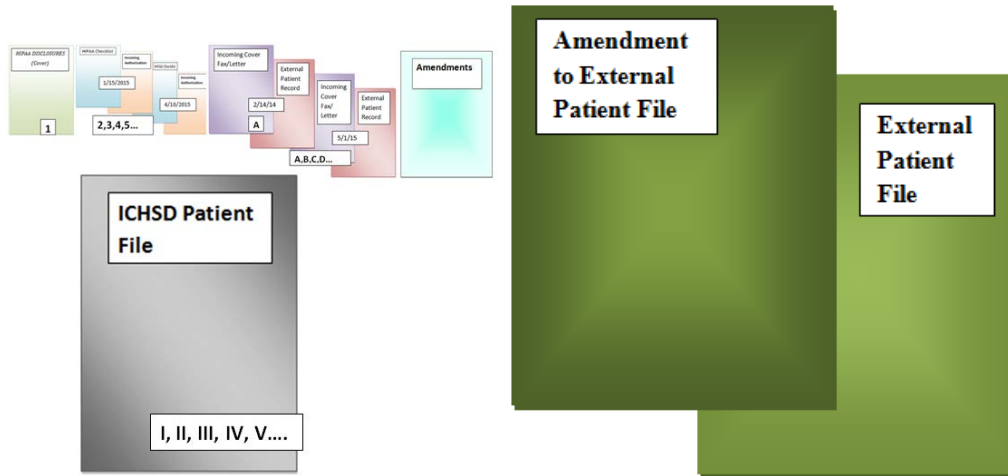 HIPAA DISCLOSURES
(Cover)
1
HIPAA Checklist
Incoming
Authorization
1/15/2015
Incoming
Authorization
4/10/2015
2,3,4,5...
Incoming Cover
Fax/Letter
External
Patient
Record
2/14/14
A
Incoming
Cover
Fax/
Letter
External
Patient
Record
5/1/15
A,B,C,D...
Amendments
ICHSD Patient
File
I, II, III, IV, V....
Amendment
to External
Patient File
External
Patient
File